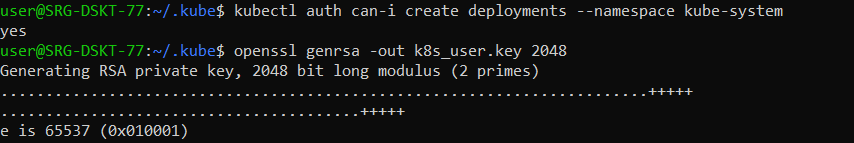 user@SRG-DSKT-77:~/.kube$ kubectl auth can-i create deployments --namespace kube-system
yes
user@SRG-DSKT-77:~/.kube$ openssl genrsa -out k8s_user.key 2048
Generating RSA private key, 2048 bit long modulus (2 primes)
........................................................................+++++
........................................+++++
e is 65537 (0x010001)